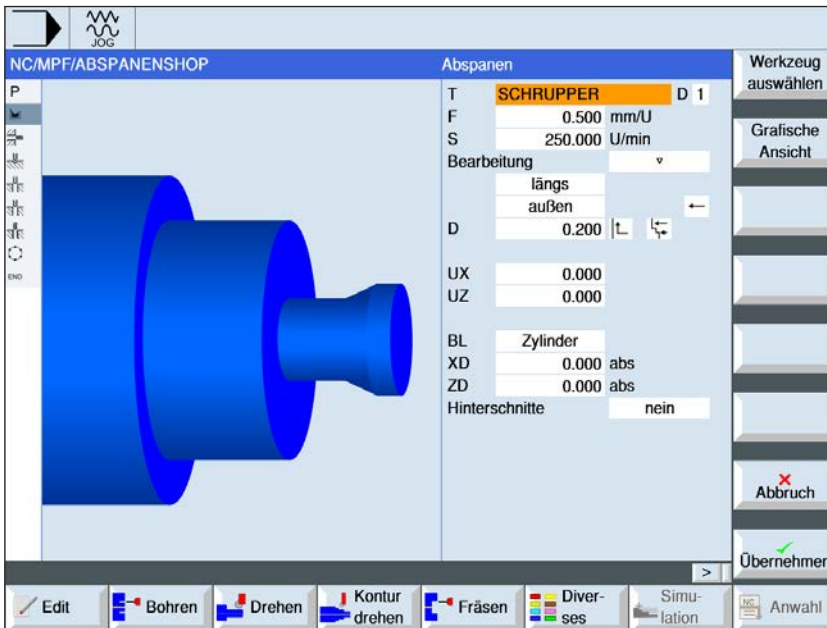 JOG
NC/MPF/ABSPANENSHOP
Abspanen
Werkzeug
auswählen
Grafische
Ansicht
Abbruch
Übernehmer
P
END
T SCHRUPPER D 1
F 0.500 mm/U
S 250.000 U/min
Bearbeitung ▿
längs
außen ←
D 0.200
UX 0.000
UZ 0.000
BL Zylinder
XD 0.000 abs
ZD 0.000 abs
Hinterschnitte nein
>
Edit
Bohren
Drehen
Kontur
drehen
Fräsen
Diver-
ses
Simu-
lation
NC
Anwahl